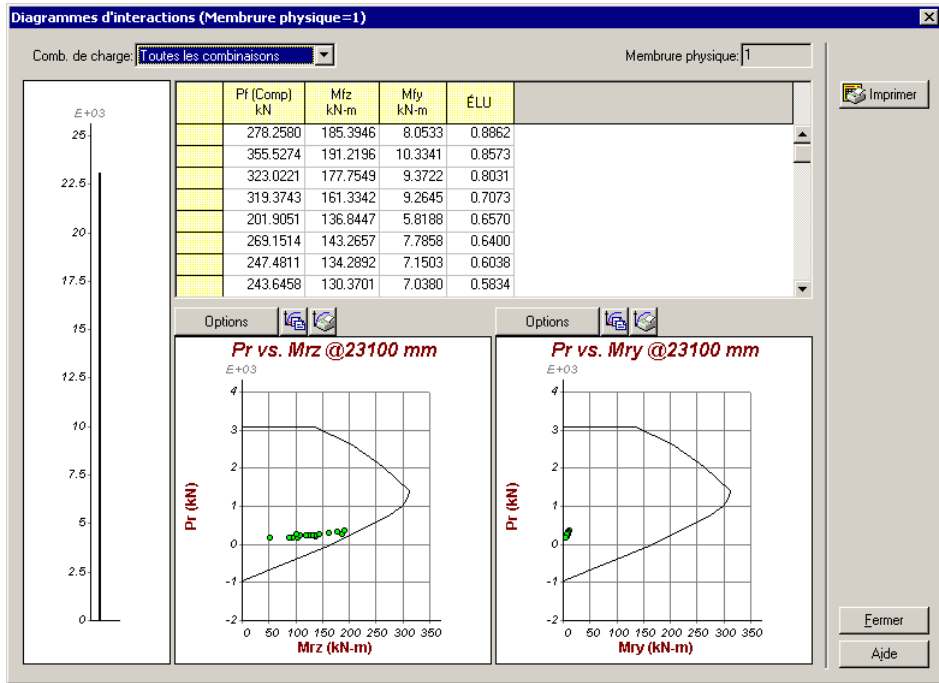 Diagrammes d'interactions (Membrure physique=1)
Comb. de charge: Toutes les combinaisons
Membrure physique: 1
Imprimer
Pf (Comp) kN Mfz kN-m Mfy kN-m ÉLU
278.2580 185.3946 8.0533 0.8862
355.5274 191.2196 10.3341 0.8573
323.0221 177.7549 9.3722 0.8031
319.3743 161.3342 9.2645 0.7073
201.9051 136.8447 5.8188 0.6570
269.1514 143.2657 7.7858 0.6400
247.4811 134.2892 7.1503 0.6038
243.6458 130.3701 7.0380 0.5834
E+03
25
22.5
20
17.5
15
12.5
10
7.5
5
2.5
0
Options
Pr vs. Mrz @23100 mm
E+03
4
3
2
1
0
-1
-2
Pr (kN)
0 50 100 150 200 250 300 350
Mrz (kN-m)
Options
Pr vs. Mry @23100 mm
E+03
4
3
2
1
0
-1
-2
Pr (kN)
0 50 100 150 200 250 300 350
Mry (kN-m)
Fermer
Ajde